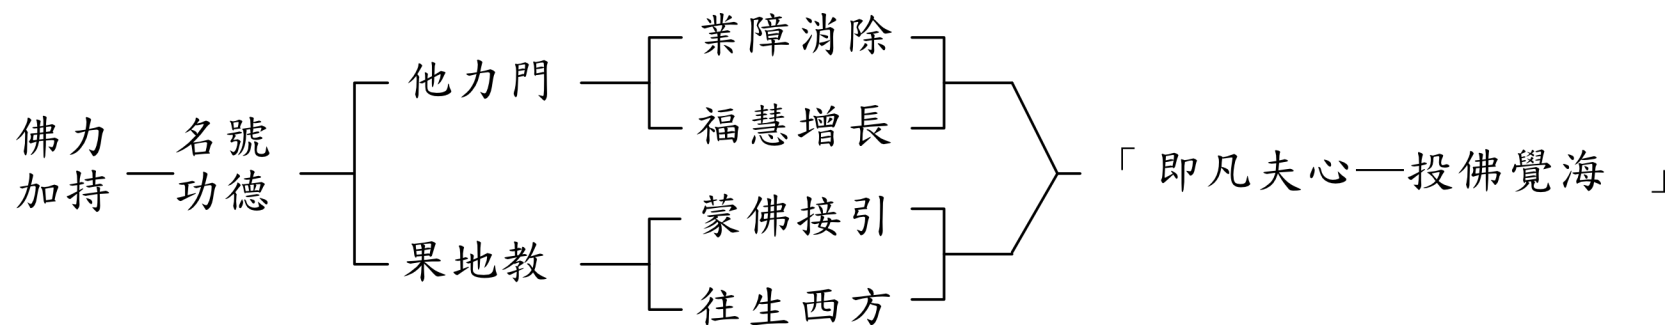 佛力
加持
名號
功德
他力門
業障消除
福慧增長
果地教
蒙佛接引
往生西方
「即凡夫心—投佛覺海」